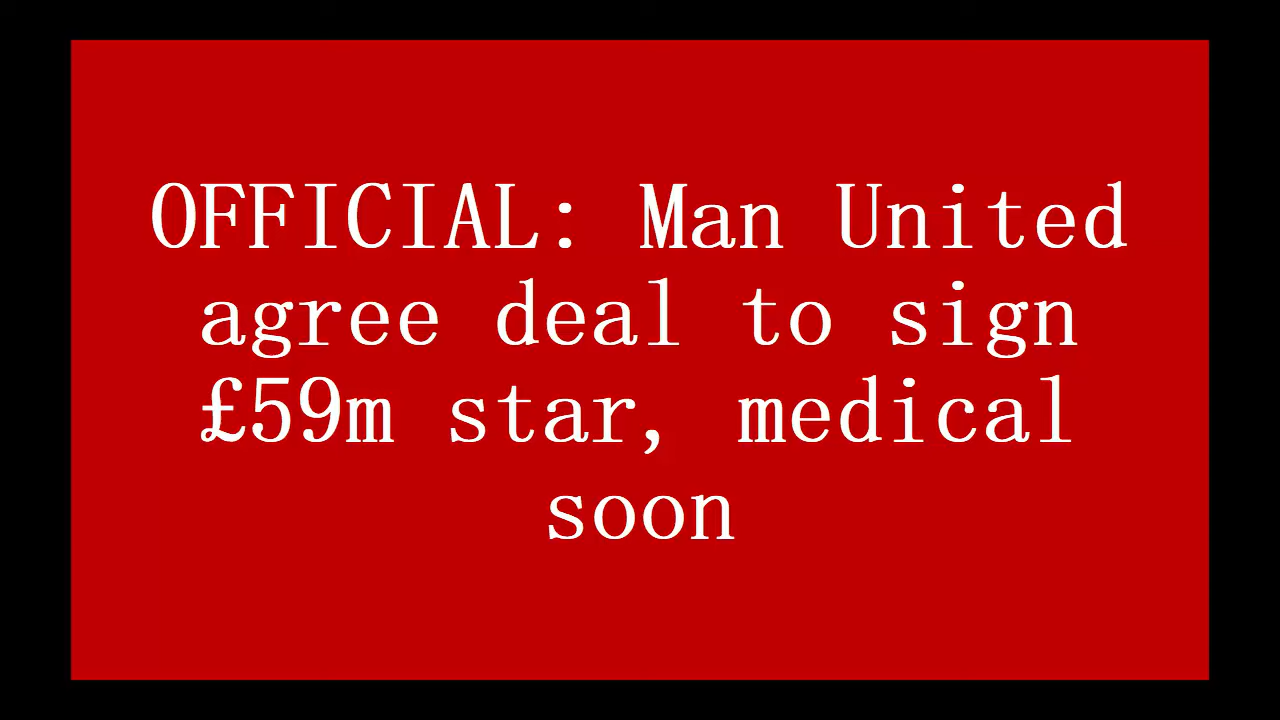 OFFICIAL: Man United
agree deal to sign
£59m star, medical
soon